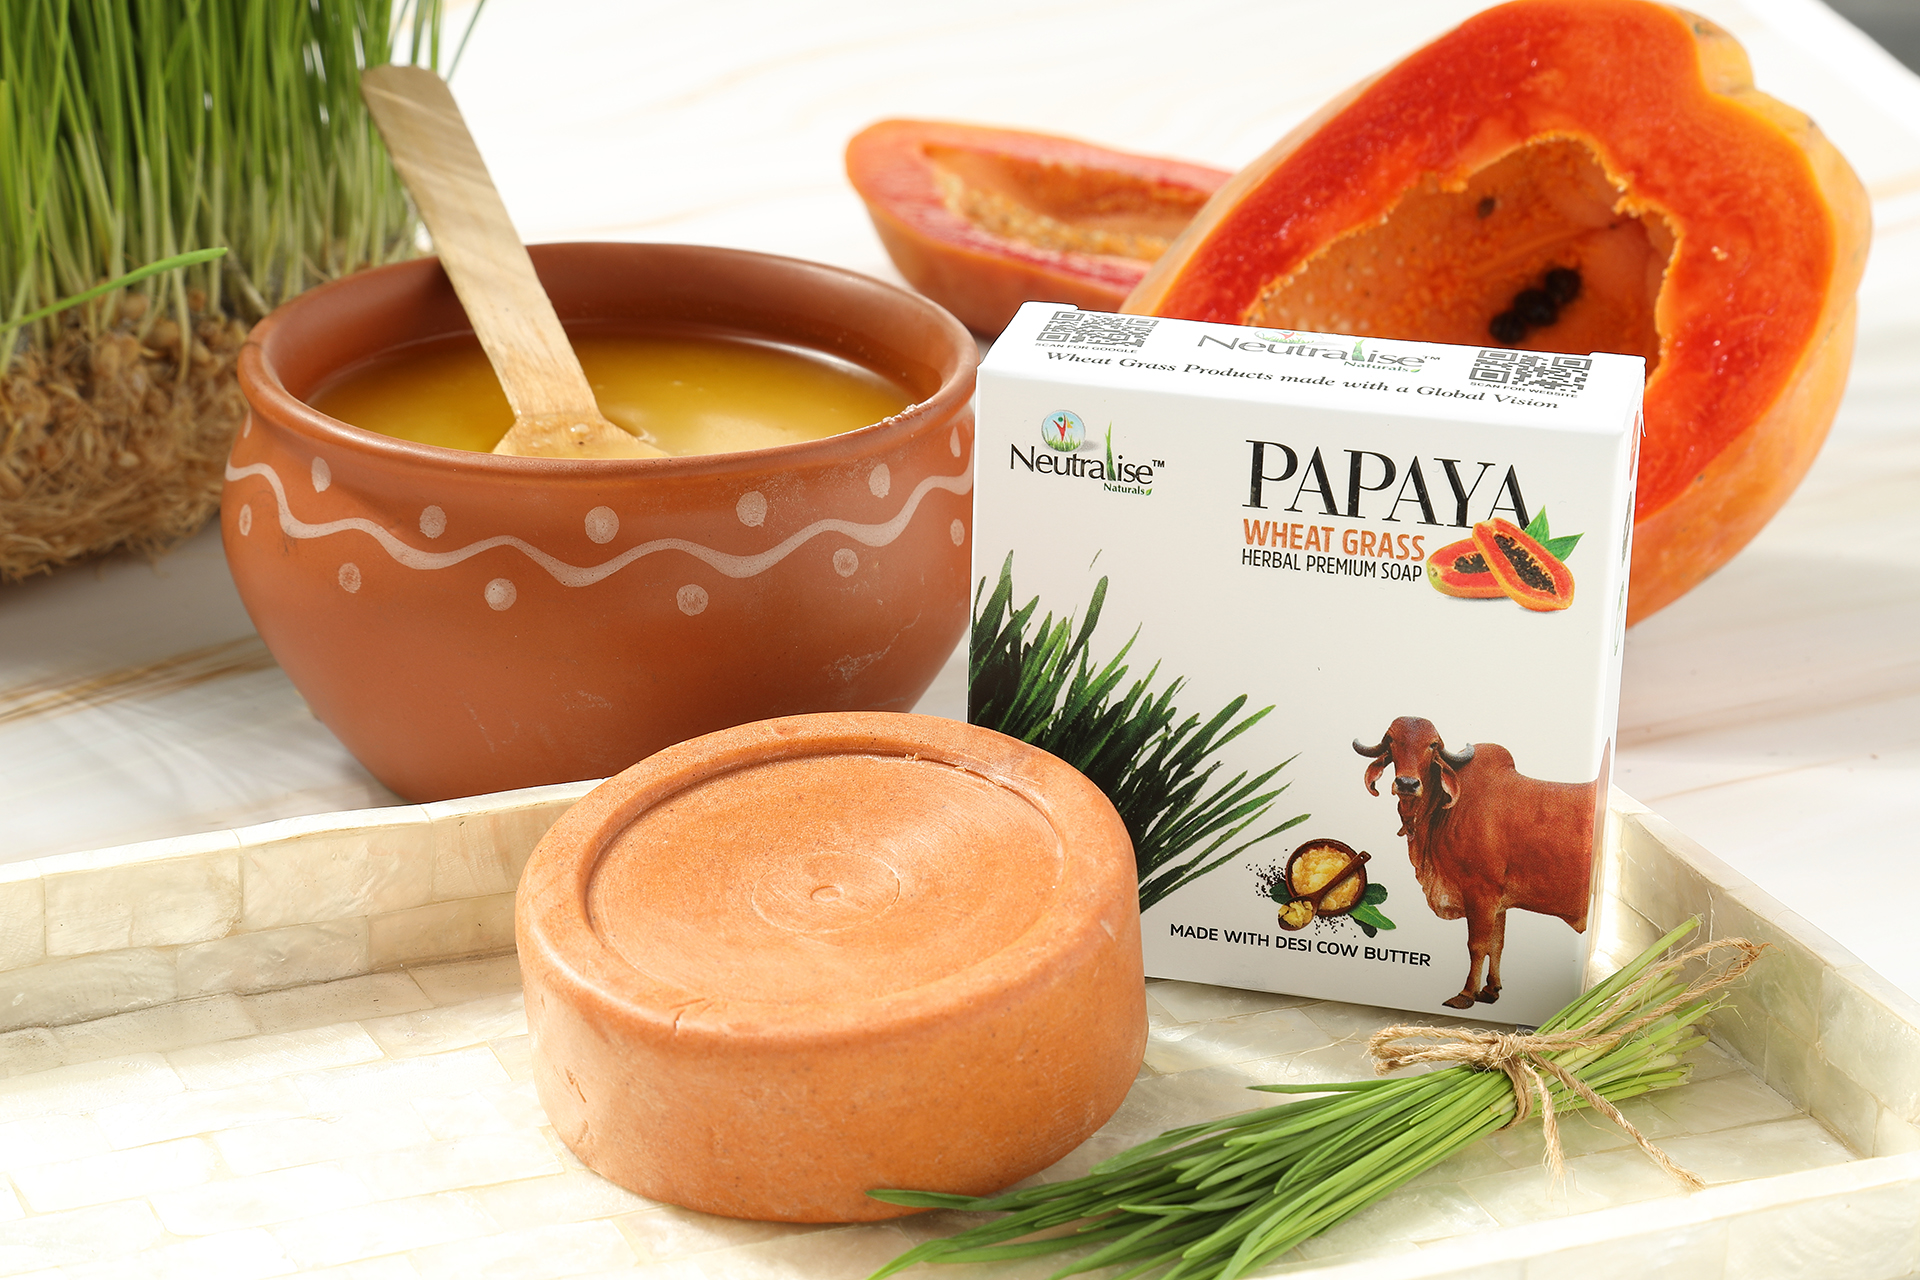 SCAN FOR GOOGLE
Neutralise™
Naturals
SCAN FOR WEBSITE
Wheat Grass Products made with a Global Vision
Neutralise™
Naturals
PAPAYA
WHEAT GRASS
HERBAL PREMIUM SOAP
MADE WITH DESI COW BUTTER